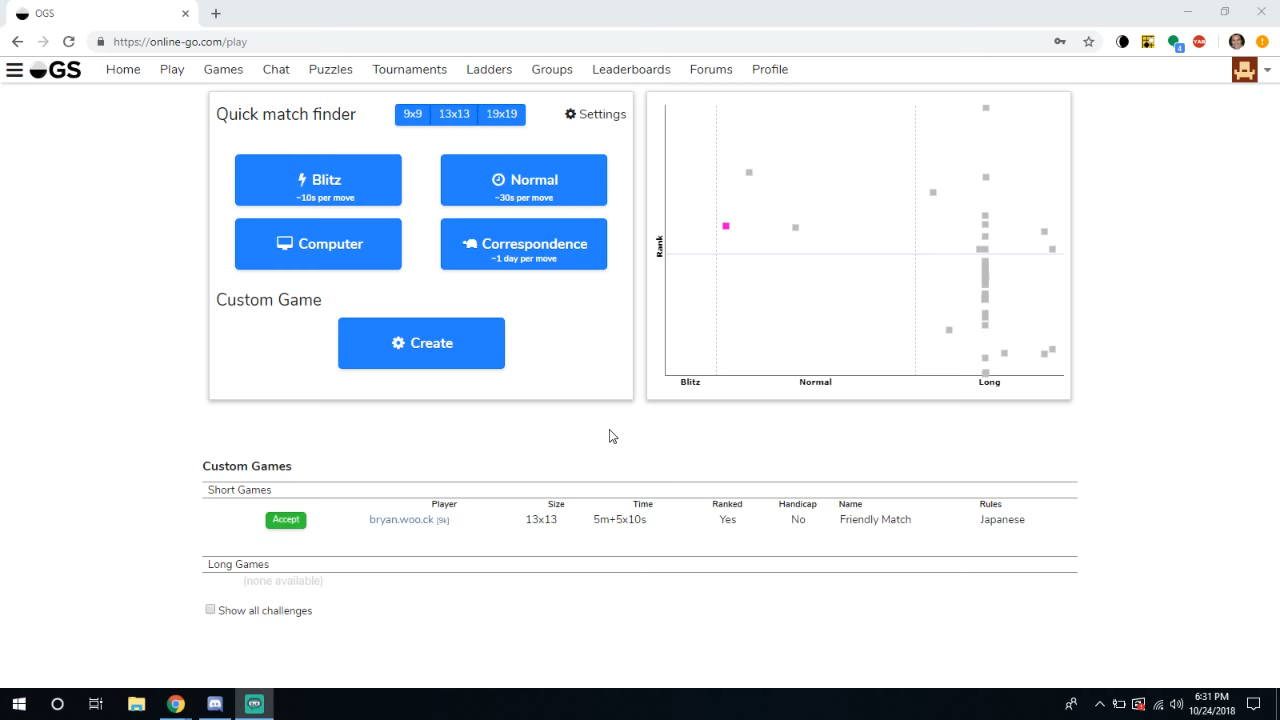 OGS
https://online-go.com/play
4
OGS Home Play Games Chat Puzzles Tournaments Ladders Groups Leaderboards Forums Profile
Quick match finder 9x9 13x13 19x19 Settings
Blitz
~10s per move
Normal
~30s per move
Computer
Correspondence
~1 day per move
Custom Game
Create
Rank
Blitz Normal Long
Custom Games
Short Games
Player Size Time Ranked Handicap Name Rules
Accept bryan.woo.ck [9k] 13x13 5m+5x10s Yes No Friendly Match Japanese
Long Games
(none available)
Show all challenges
6:31 PM
10/24/2018